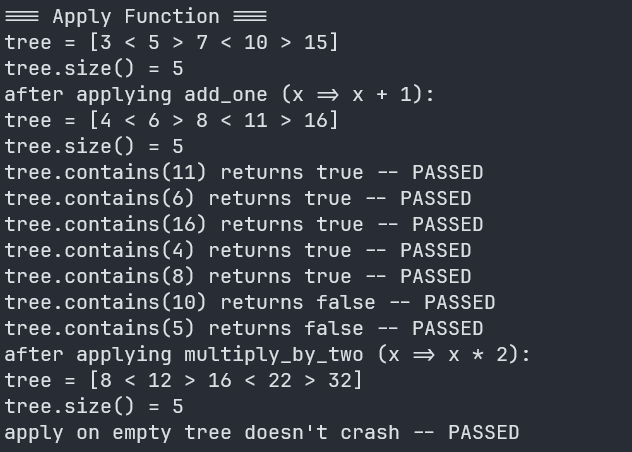 === Apply Function ===
tree = [3 < 5 > 7 < 10 > 15]
tree.size() = 5
after applying add_one (x => x + 1):
tree = [4 < 6 > 8 < 11 > 16]
tree.size() = 5
tree.contains(11) returns true -- PASSED
tree.contains(6) returns true -- PASSED
tree.contains(16) returns true -- PASSED
tree.contains(4) returns true -- PASSED
tree.contains(8) returns true -- PASSED
tree.contains(10) returns false -- PASSED
tree.contains(5) returns false -- PASSED
after applying multiply_by_two (x => x * 2):
tree = [8 < 12 > 16 < 22 > 32]
tree.size() = 5
apply on empty tree doesn't crash -- PASSED